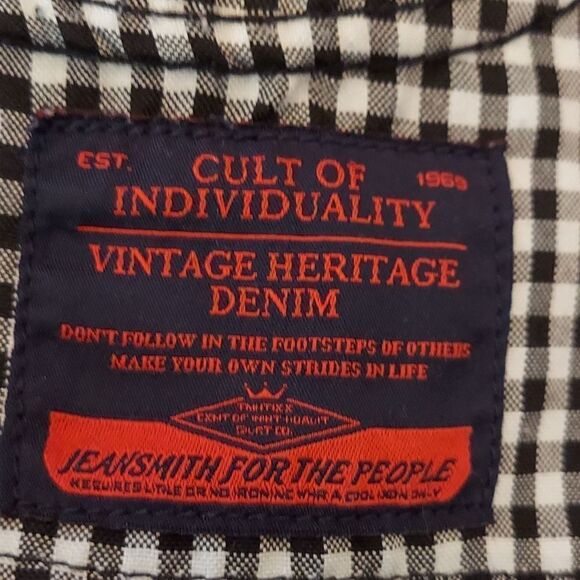 EST. CULT OF 1969
INDIVIDUALITY
VINTAGE HERITAGE
DENIM
DON'T FOLLOW IN THE FOOTSTEPS OF OTHERS
MAKE YOUR OWN STRIDES IN LIFE
JEANSMITH FOR THE PEOPLE